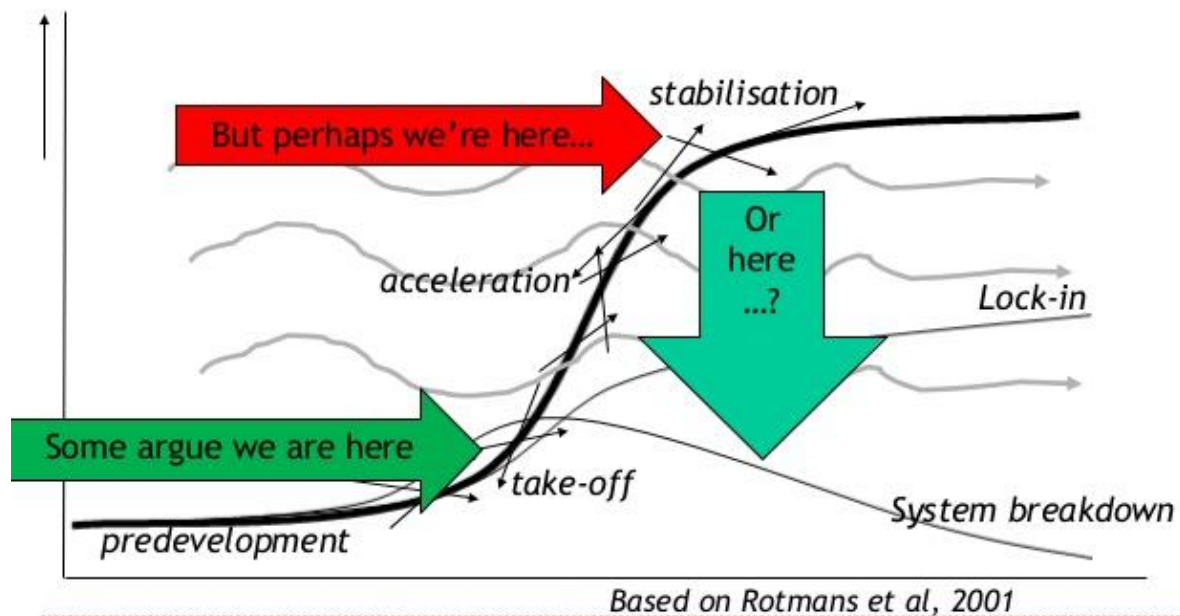 stabilisation
But perhaps we're here...
Or
here
...?
acceleration
Lock-in
Some argue we are here
take-off
System breakdown
predevelopment
Based on Rotmans et al, 2001